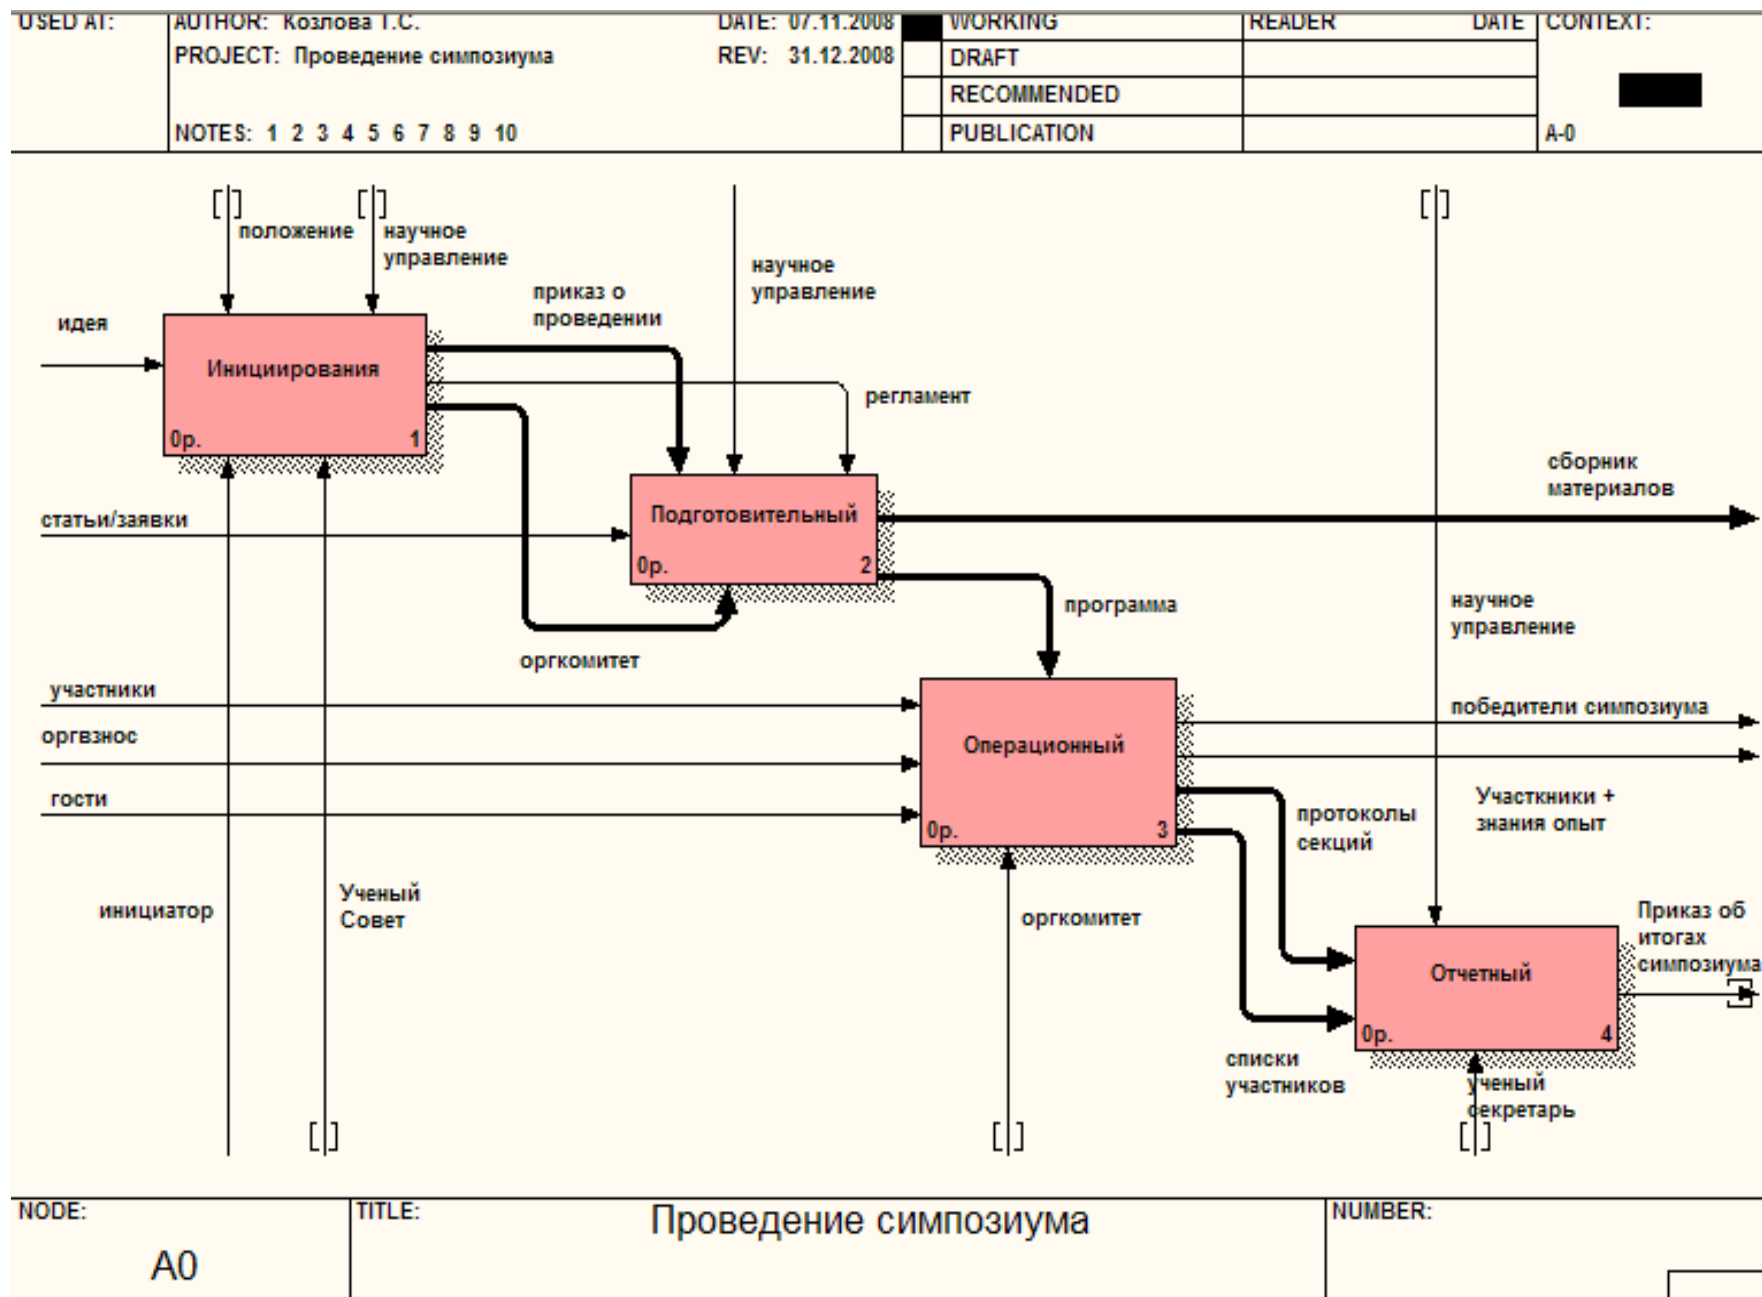 USED AT:
AUTHOR: Козлова Т.С.
DATE: 07.11.2008
WORKING
READER
DATE
CONTEXT:
PROJECT: Проведение симпозиума
REV: 31.12.2008
DRAFT
RECOMMENDED
NOTES: 1 2 3 4 5 6 7 8 9 10
PUBLICATION
A-0
положение
научное
управление
научное
управление
приказ о
проведении
идея
Инициирования
0р.
1
регламент
сборник
материалов
статьи/заявки
Подготовительный
0р.
2
программа
научное
управление
оргкомитет
участники
победители симпозиума
оргвзнос
Операционный
гости
0р.
3
Участкники +
знания опыт
протоколы
секций
Ученый
Совет
инициатор
оргкомитет
Приказ об
итогах
симпозиума
Отчетный
0р.
4
списки
участников
ученый
секретарь
NODE:
TITLE:
Проведение симпозиума
NUMBER:
A0